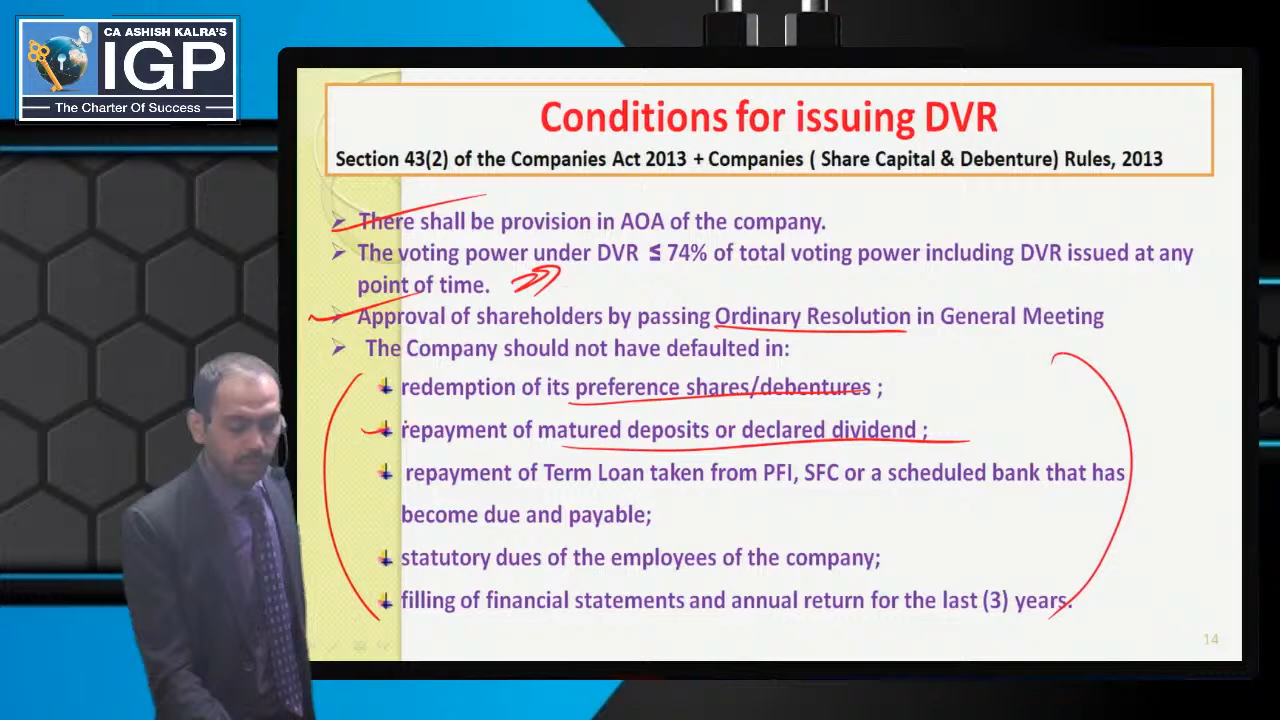 CA ASHISH KALRA'S
IGP
The Charter Of Success
Conditions for issuing DVR
Section 43(2) of the Companies Act 2013 + Companies ( Share Capital & Debenture) Rules, 2013
There shall be provision in AOA of the company.
The voting power under DVR ≤ 74% of total voting power including DVR issued at any
point of time.
Approval of shareholders by passing Ordinary Resolution in General Meeting
The Company should not have defaulted in:
redemption of its preference shares/debentures ;
repayment of matured deposits or declared dividend ;
repayment of Term Loan taken from PFI, SFC or a scheduled bank that has
become due and payable;
statutory dues of the employees of the company;
filling of financial statements and annual return for the last (3) years.
14